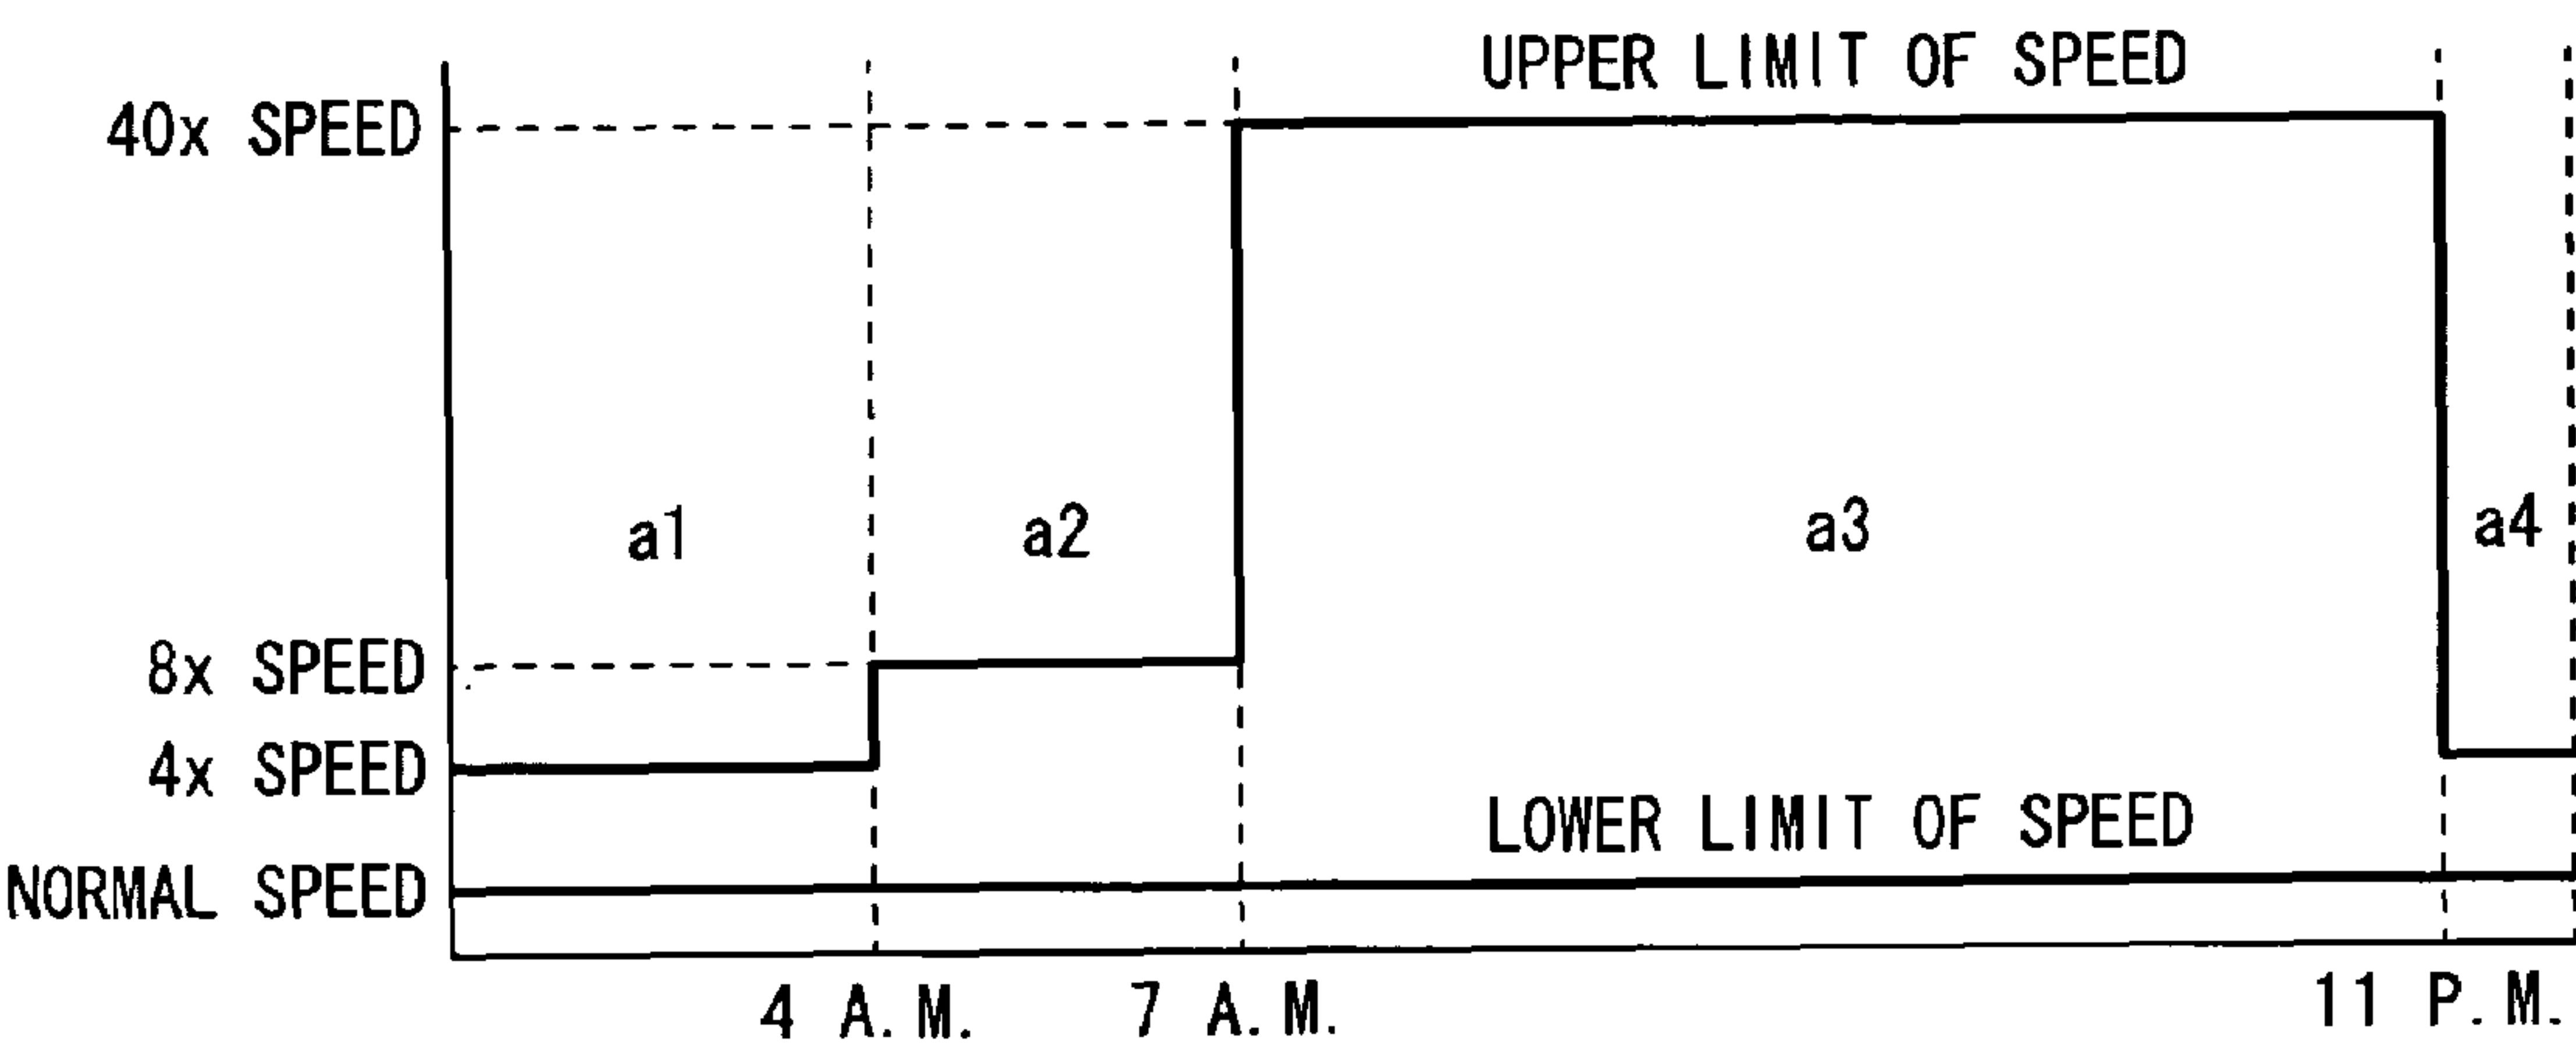 UPPER LIMIT OF SPEED
40x SPEED
a1 a2 a3 a4
8x SPEED
4x SPEED
LOWER LIMIT OF SPEED
NORMAL SPEED
4 A.M. 7 A.M. 11 P.M.